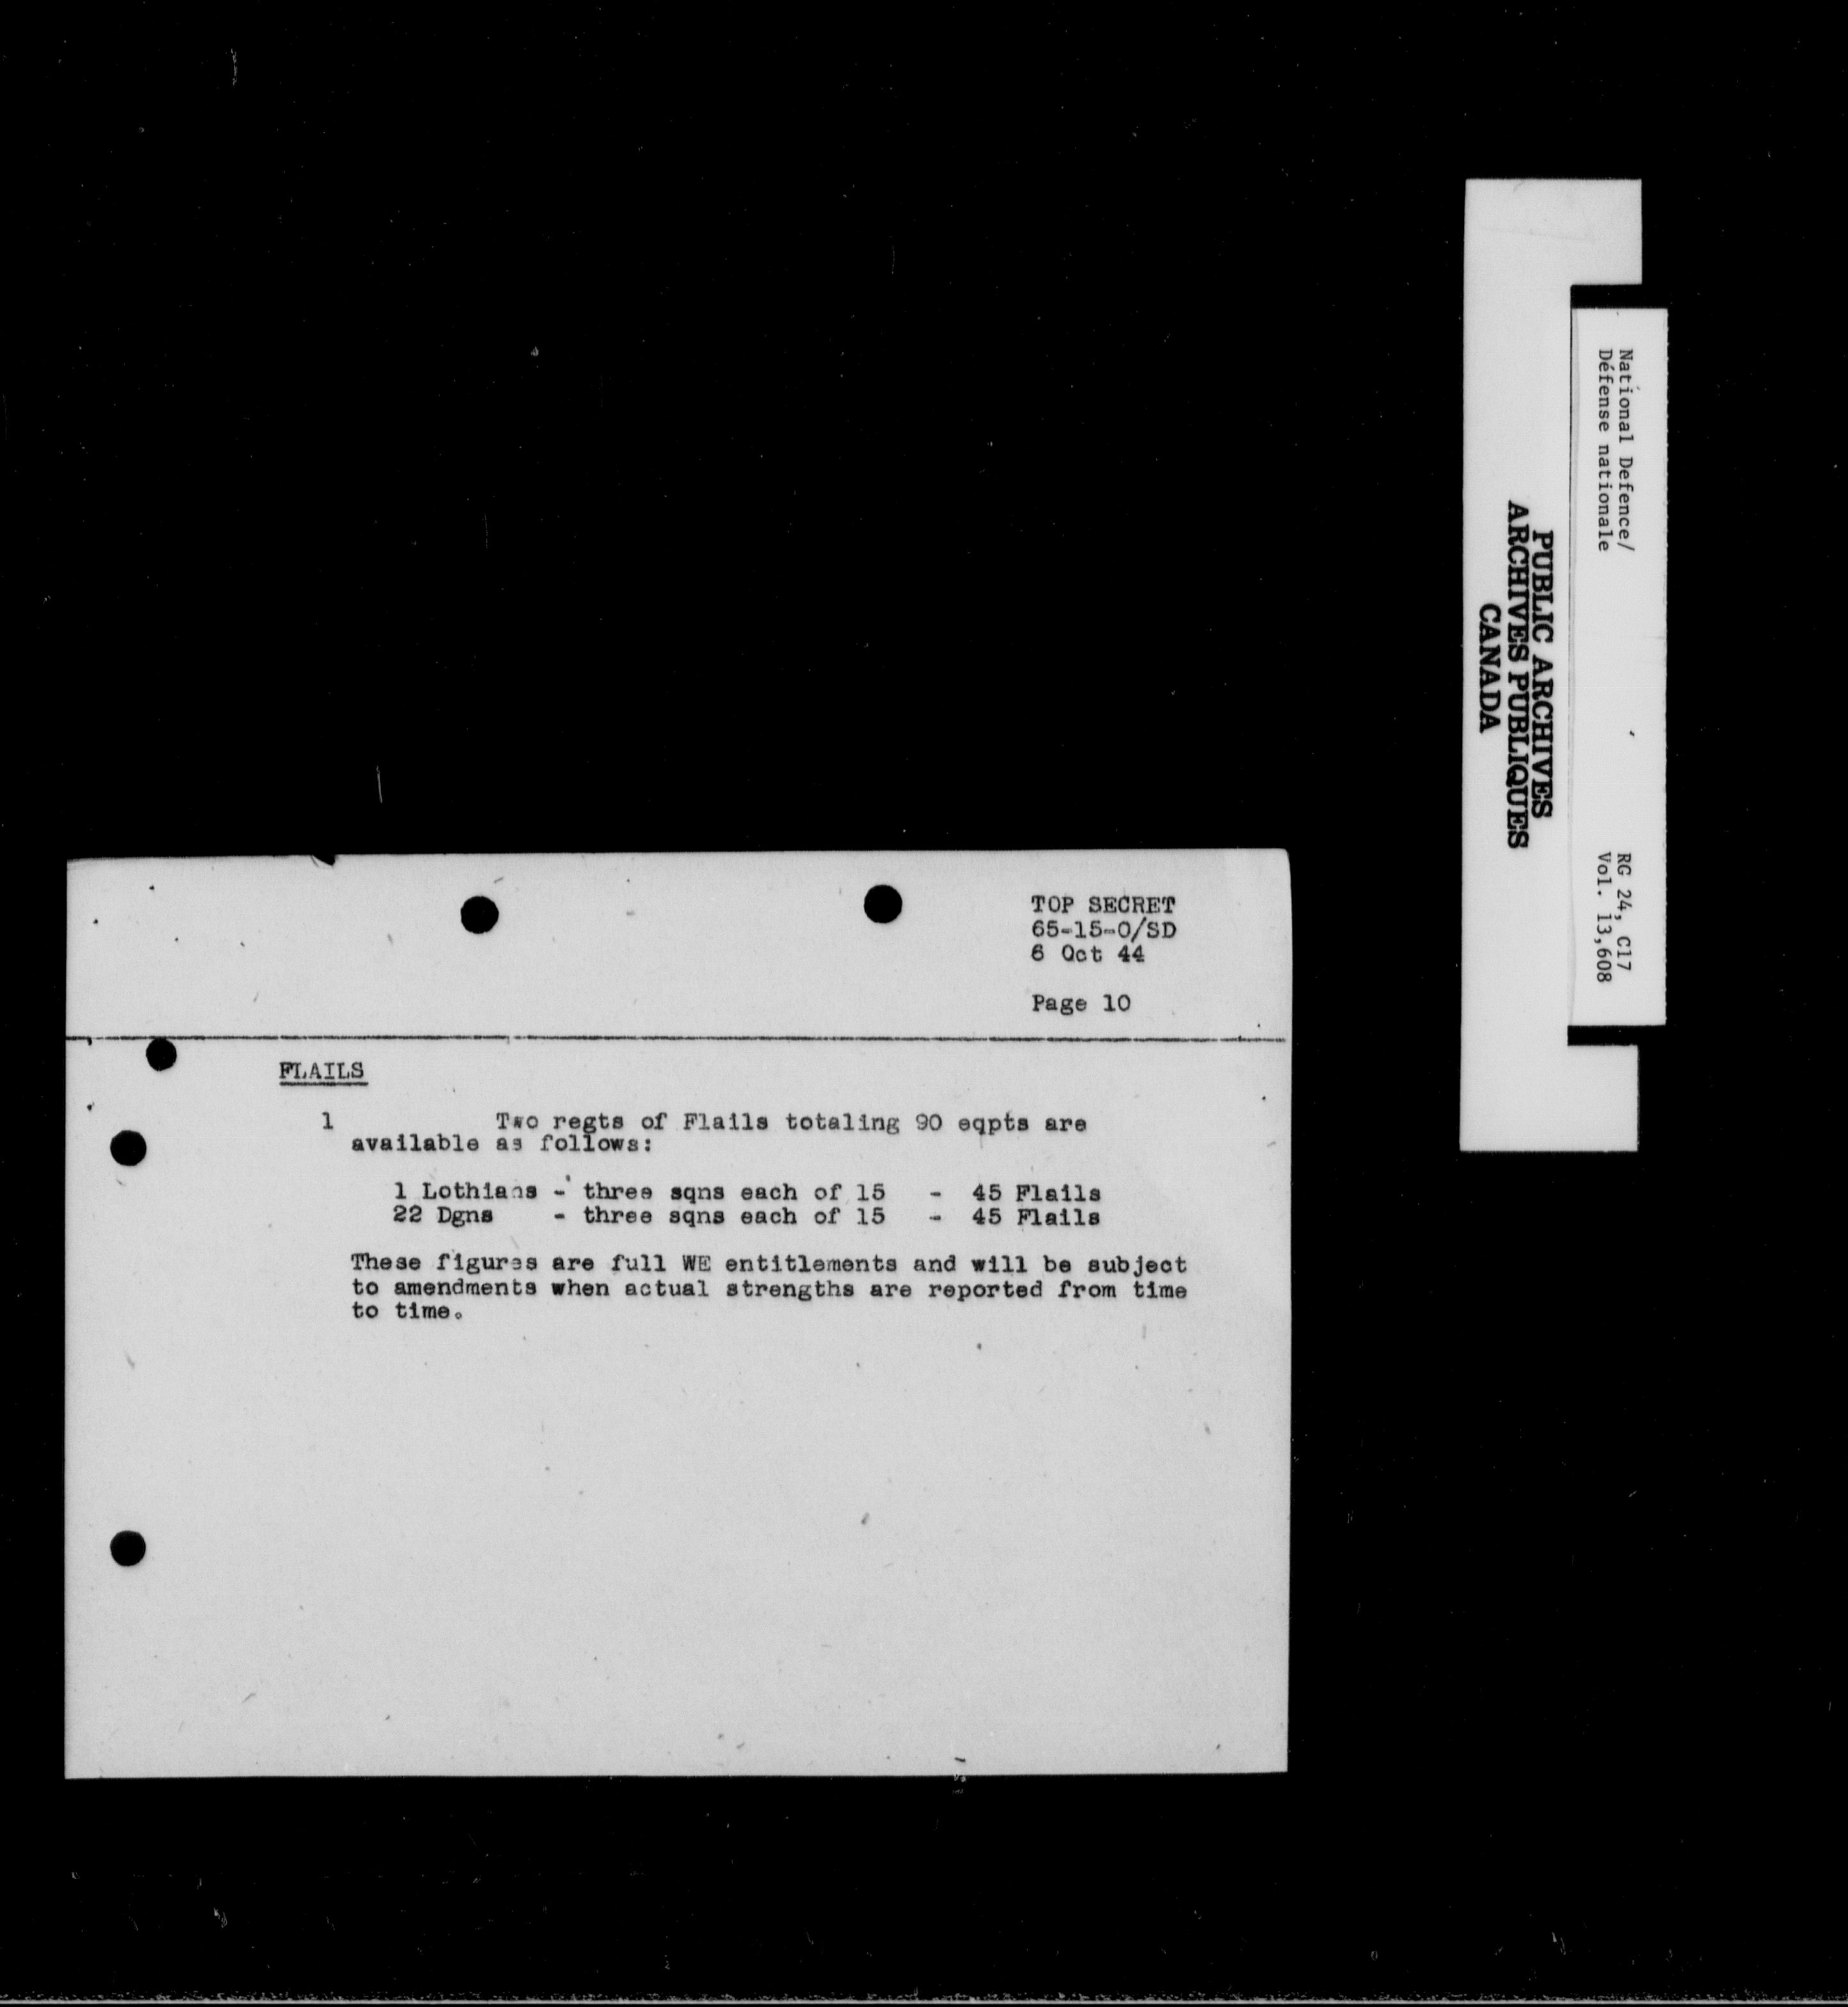 TOP SECRET
65-15-0/SD
6 Oct 44
Page 10
FLAILS
1 Two regts of Flails totaling 90 eqpts are
available as follows:
1 Lothians - three sqns each of 15 - 45 Flails
22 Dgns - three sqns each of 15 - 45 Flails
These figures are full WE entitlements and will be subject
to amendments when actual strengths are reported from time
to time.
National Defence/
Défense nationale
RG 24, C17
Vol. 13,608
PUBLIC ARCHIVES
ARCHIVES PUBLIQUES
CANADA